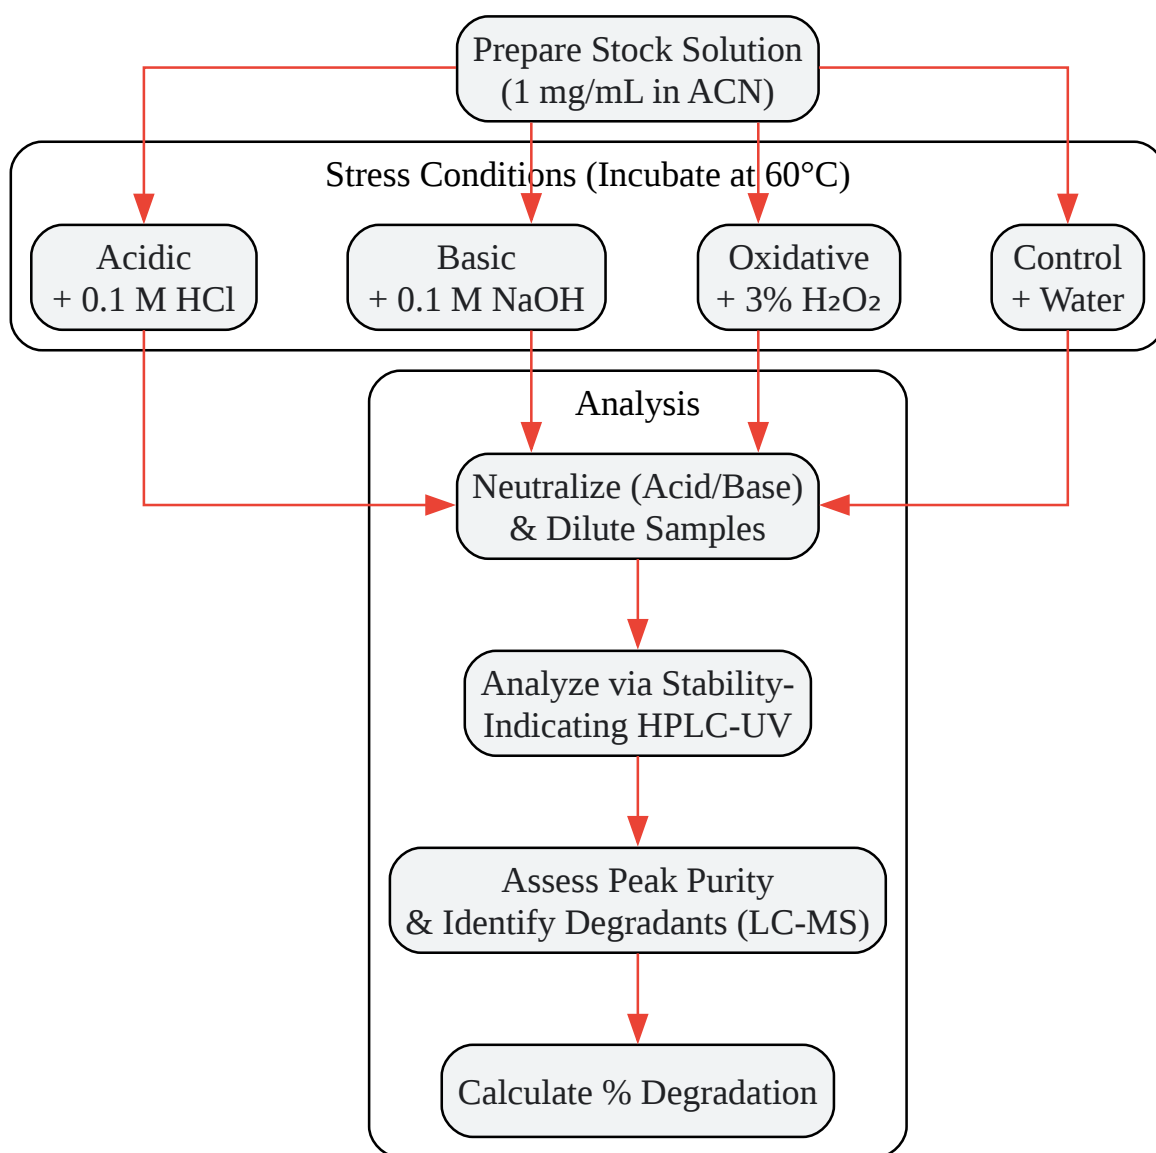 Prepare Stock Solution
(1 mg/mL in ACN)
Stress Conditions (Incubate at 60°C)
Acidic
+ 0.1 M HCl
Basic
+ 0.1 M NaOH
Oxidative
+ 3% H₂O₂
Control
+ Water
Analysis
Neutralize (Acid/Base)
& Dilute Samples
Analyze via Stability-
Indicating HPLC-UV
Assess Peak Purity
& Identify Degradants (LC-MS)
Calculate % Degradation